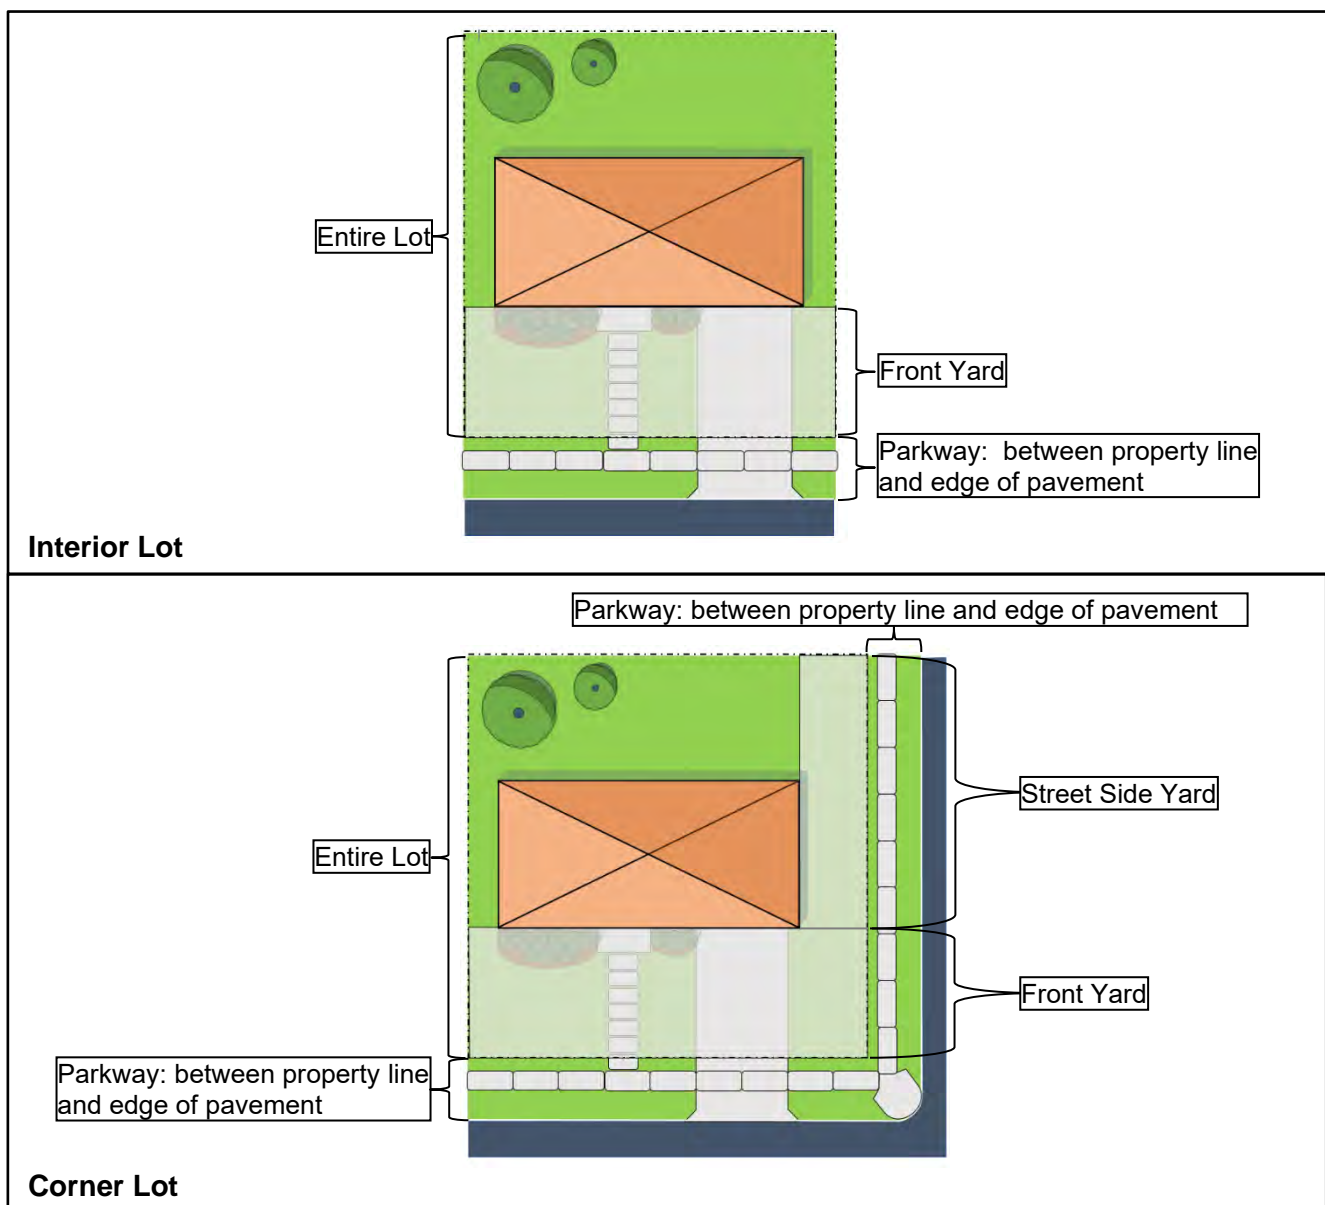 Entire Lot
Front Yard
Parkway:  between property line
and edge of pavement
Interior Lot
Parkway: between property line and edge of pavement
Street Side Yard
Entire Lot
Front Yard
Parkway: between property line
and edge of pavement
Corner Lot